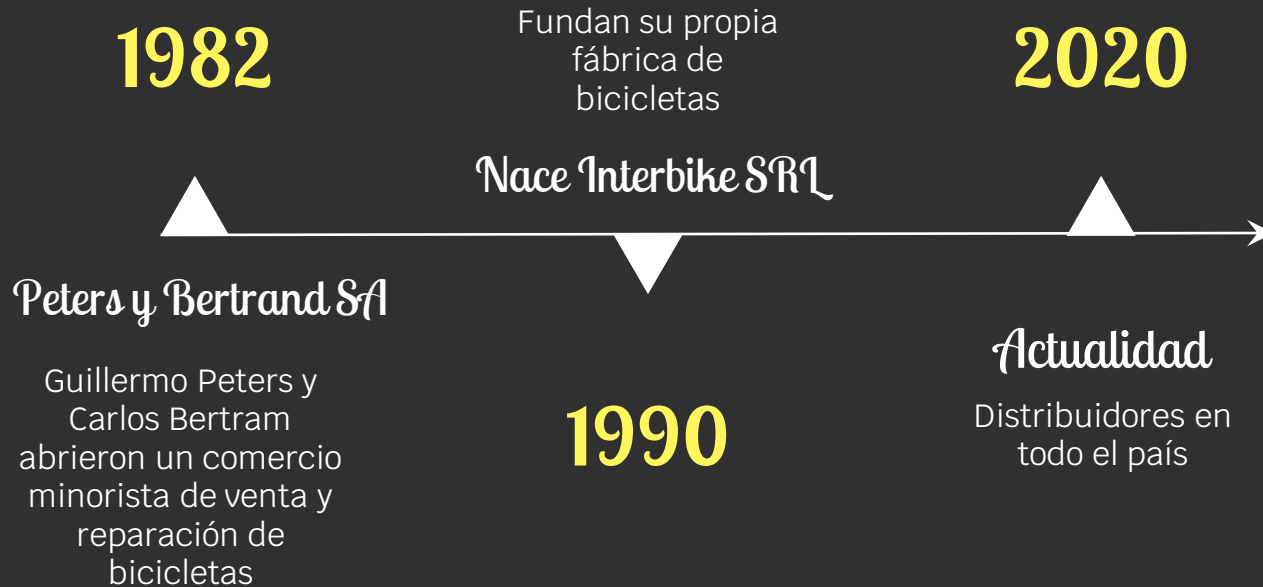 1982
Peters y Bertrand SA
Guillermo Peters y
Carlos Bertram
abrieron un comercio
minorista de venta y
reparación de
bicicletas
Fundan su propia
fábrica de
bicicletas
Nace Interbike SRL
1990
2020
Actualidad
Distribuidores en
todo el país